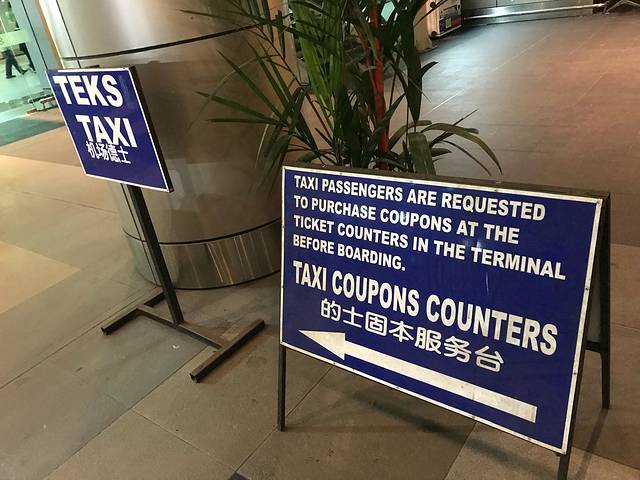 TEKS
TAXI
机场德士
TAXI PASSENGERS ARE REQUESTED
TO PURCHASE COUPONS AT THE
TICKET COUNTERS IN THE TERMINAL
BEFORE BOARDING.
TAXI COUPONS COUNTERS
的士固本服务台